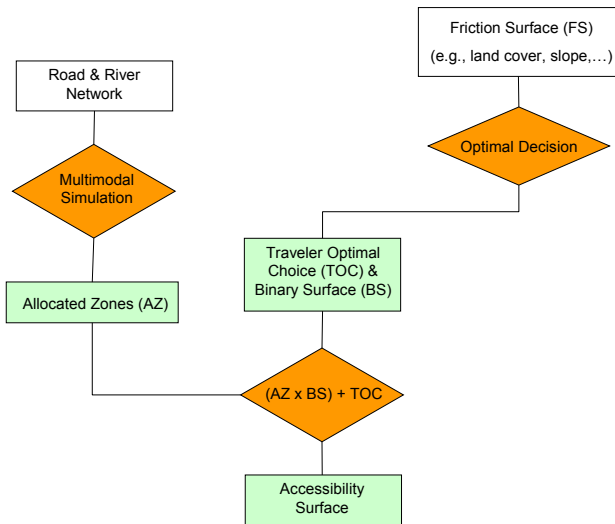 Friction Surface (FS)
(e.g., land cover, slope,…)
Road & River
Network
Optimal Decision
Multimodal
Simulation
Traveler Optimal
Choice (TOC) &
Binary Surface (BS)
Allocated Zones (AZ)
(AZ x BS) + TOC
Accessibility
Surface